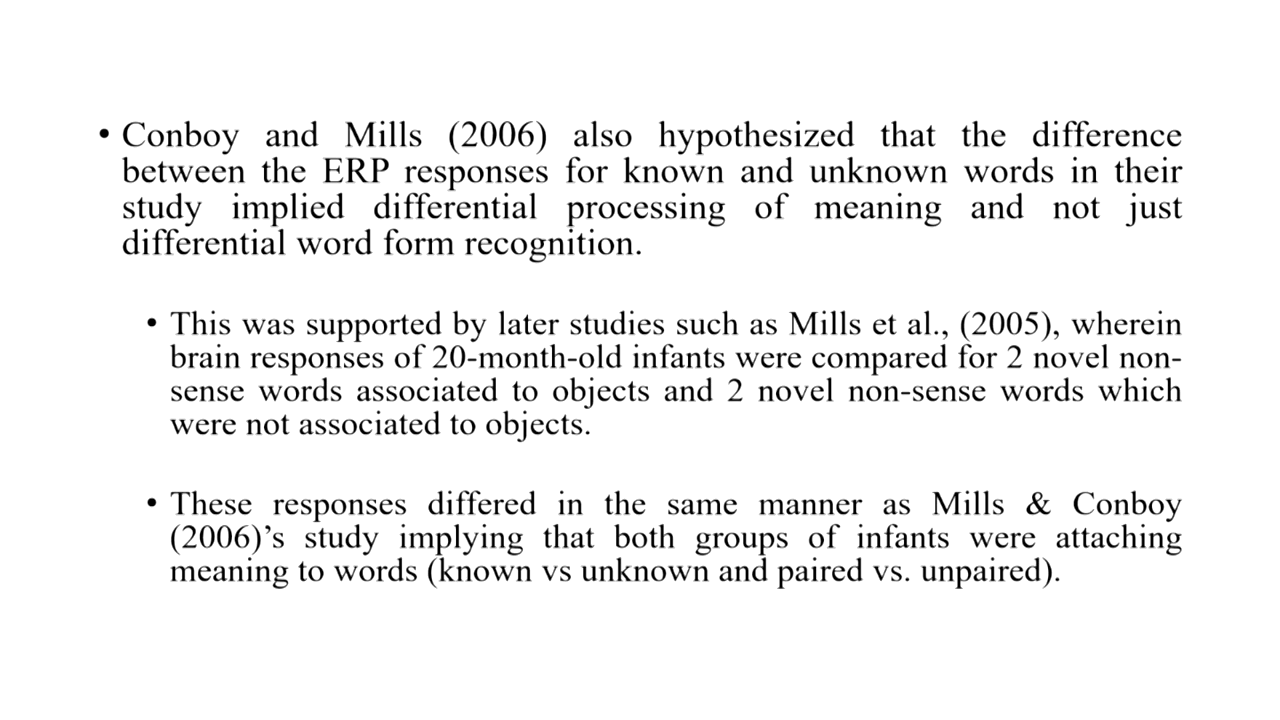 • Conboy and Mills (2006) also hypothesized that the difference
between the ERP responses for known and unknown words in their
study implied differential processing of meaning and not just
differential word form recognition.
• This was supported by later studies such as Mills et al., (2005), wherein
brain responses of 20-month-old infants were compared for 2 novel non-
sense words associated to objects and 2 novel non-sense words which
were not associated to objects.
• These responses differed in the same manner as Mills & Conboy
(2006)’s study implying that both groups of infants were attaching
meaning to words (known vs unknown and paired vs. unpaired).